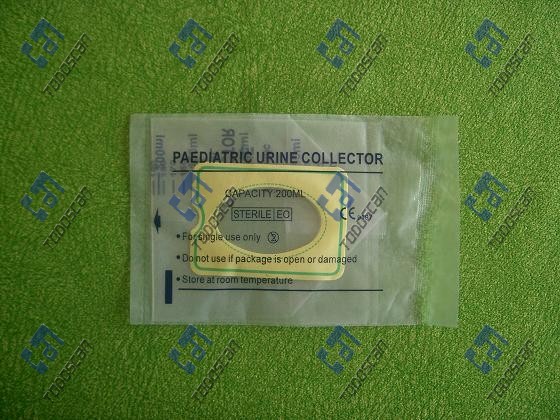 PAEDIATRIC URINE COLLECTOR
CAPACITY:200ML
STERILE EO
CE
• For single use only
• Do not use if package is open or damaged
• Store at room temperature
TODOSCAN